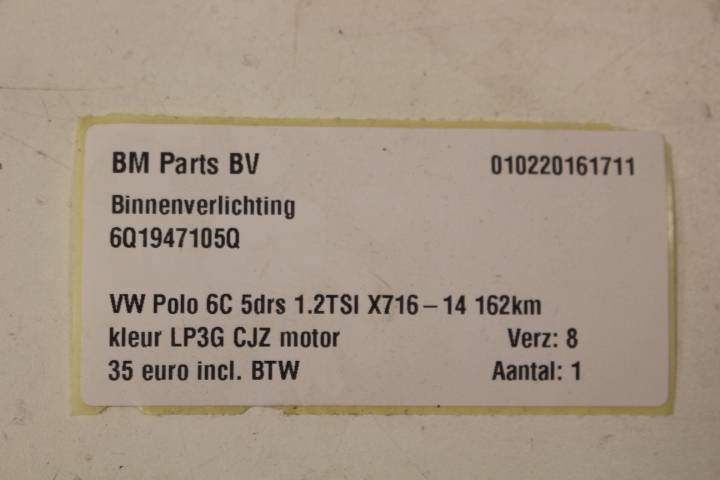 BM Parts BV 010220161711
Binnenverlichting
6Q1947105Q
VW Polo 6C 5drs 1.2TSI X716 – 14 162km
kleur LP3G CJZ motor Verz: 8
35 euro incl. BTW Aantal: 1